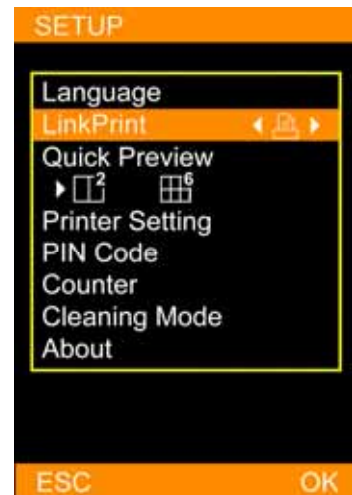 SETUP
Language
LinkPrint
Quick Preview
2 6
Printer Setting
PIN Code
Counter
Cleaning Mode
About
ESC OK